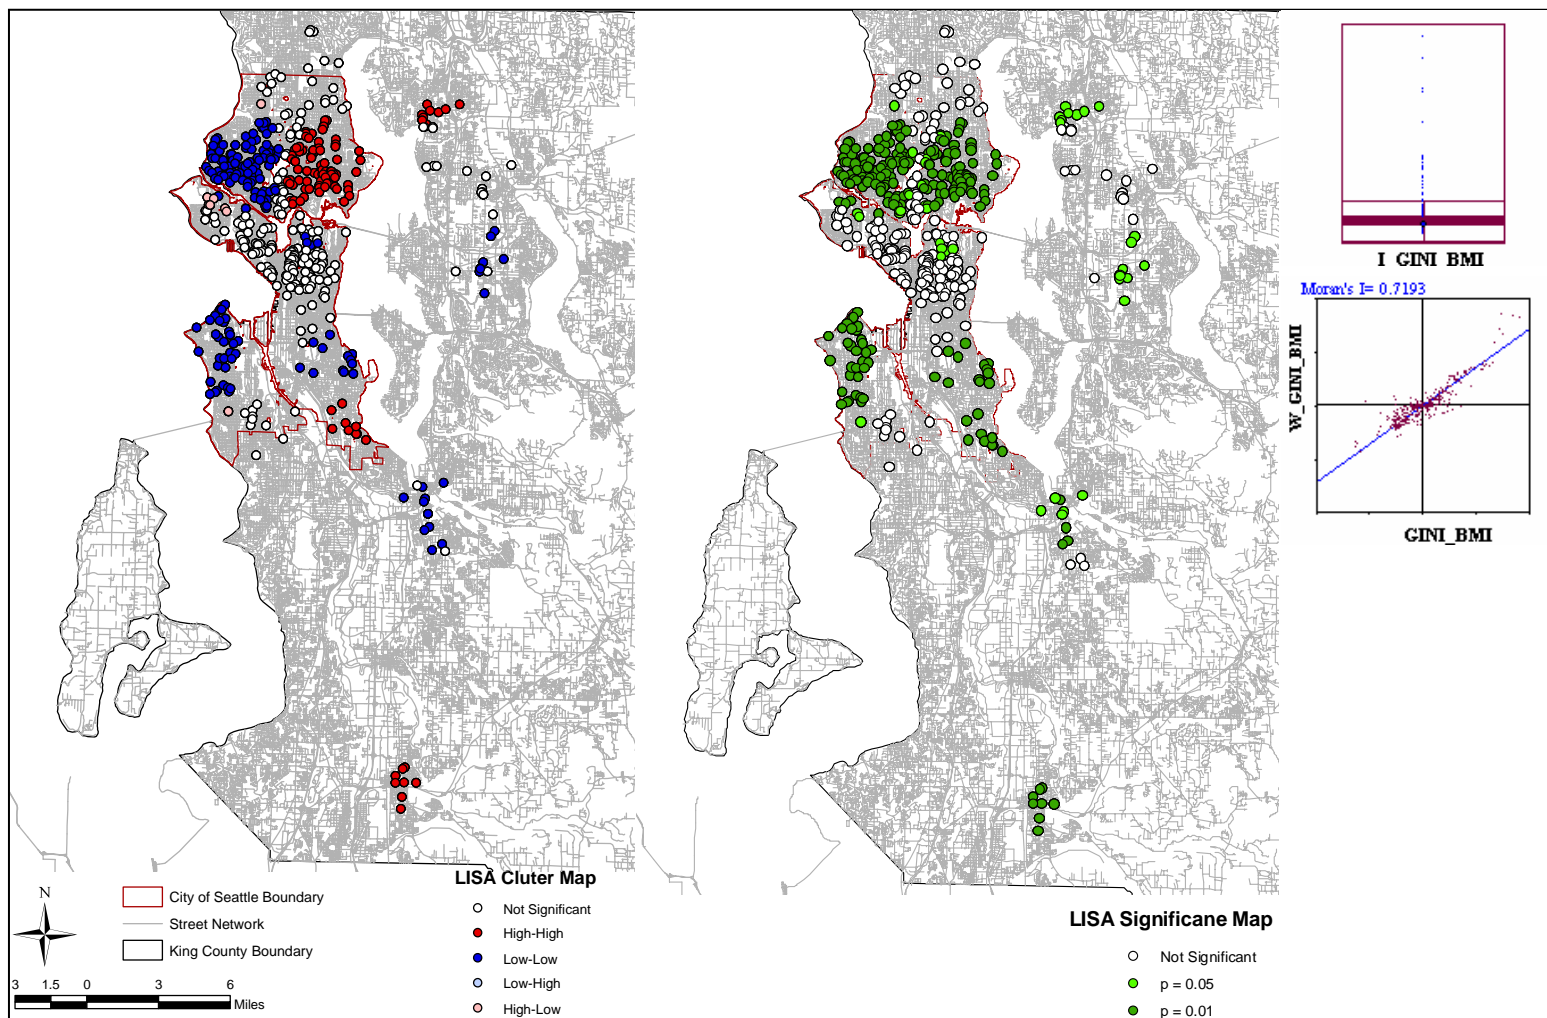 I_GINI_BMI
Moran's I= 0.7193
W_GINI_BMI
GINI_BMI
N
City of Seattle Boundary
Street Network
King County Boundary
3 1.5 0 3 6
Miles
LISA Cluter Map
Not Significant
High-High
Low-Low
Low-High
High-Low
LISA Significane Map
Not Significant
p = 0.05
p = 0.01